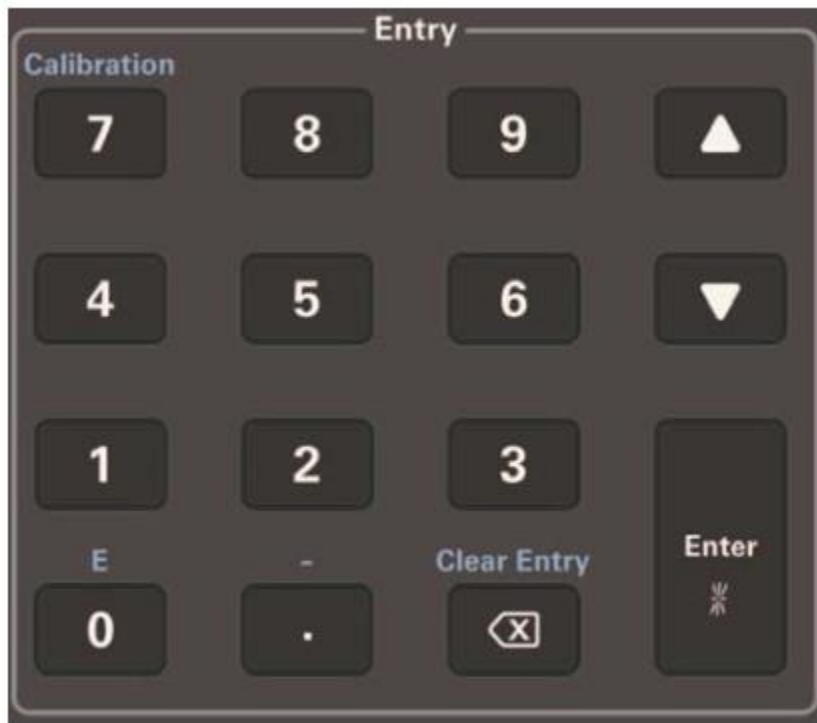 Entry
Calibration
7 8 9
4 5 6
1 2 3
Enter
E - Clear Entry
0 .